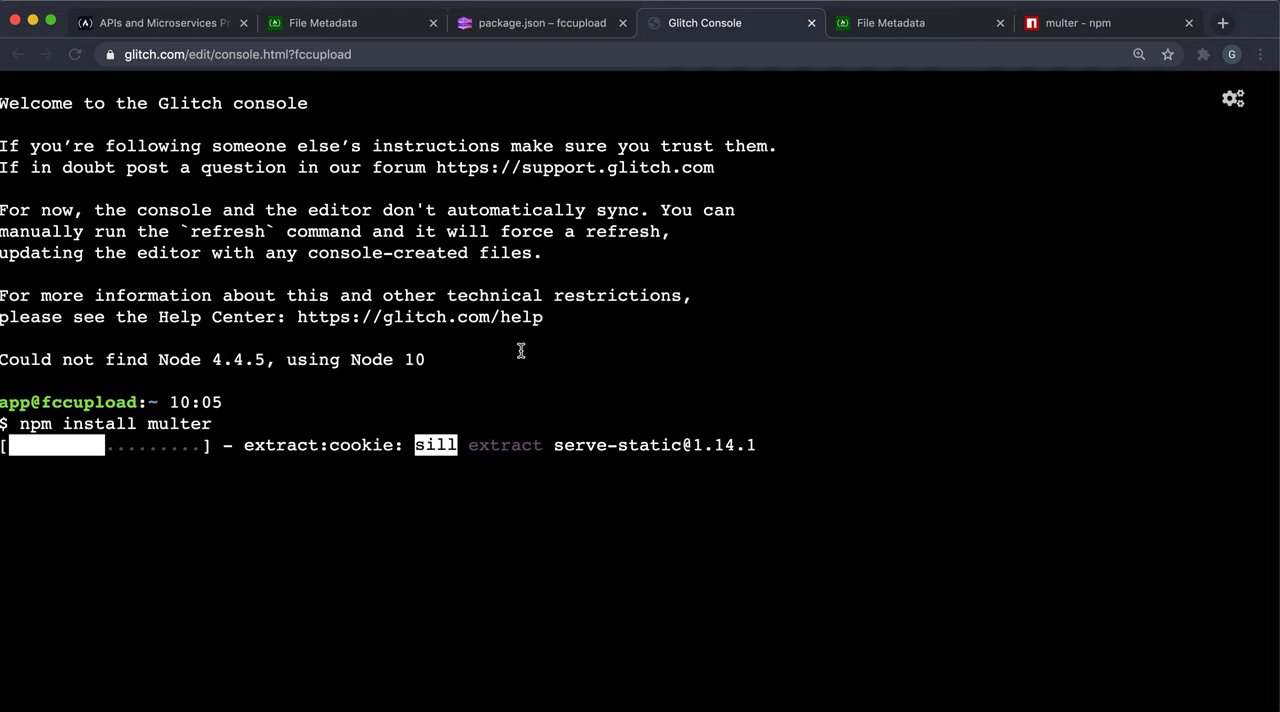 APIs and Microservices P
File Metadata
package.json – fccupload
Glitch Console
File Metadata
multer - npm
glitch.com/edit/console.html?fccupload
G
Welcome to the Glitch console
If you’re following someone else’s instructions make sure you trust them.
If in doubt post a question in our forum https://support.glitch.com
For now, the console and the editor don't automatically sync. You can
manually run the `refresh` command and it will force a refresh,
updating the editor with any console-created files.
For more information about this and other technical restrictions,
please see the Help Center: https://glitch.com/help
Could not find Node 4.4.5, using Node 10
app@fccupload:~ 10:05
$ npm install multer
[ .........] - extract:cookie: sill extract serve-static@1.14.1